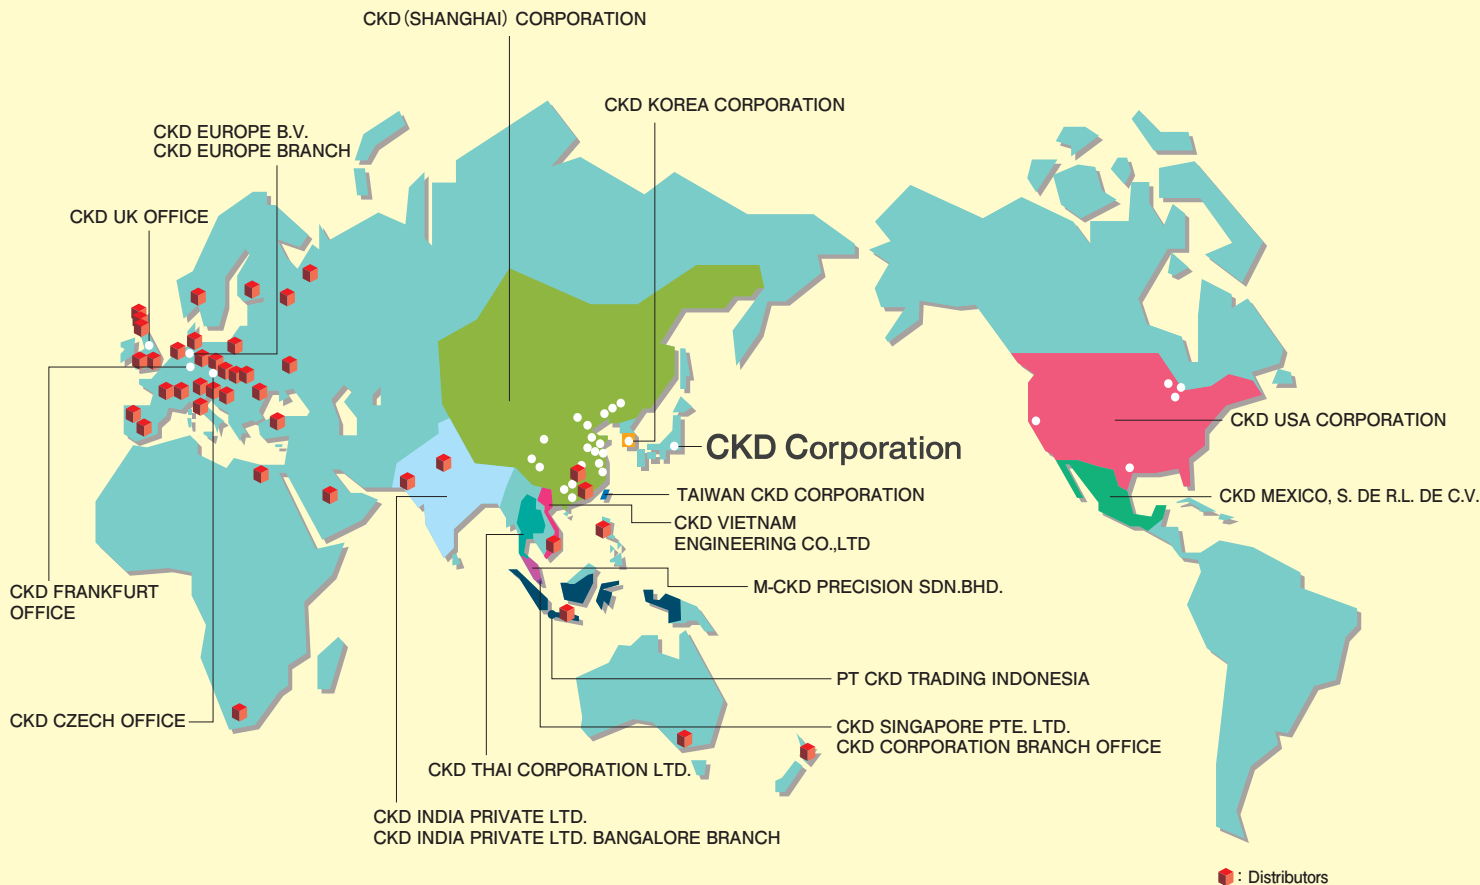 CKD (SHANGHAI) CORPORATION
CKD KOREA CORPORATION
CKD EUROPE B.V.
CKD EUROPE BRANCH
CKD UK OFFICE
CKD USA CORPORATION
CKD Corporation
TAIWAN CKD CORPORATION
CKD MEXICO, S. DE R.L. DE C.V.
CKD VIETNAM
ENGINEERING CO.,LTD
M-CKD PRECISION SDN.BHD.
CKD FRANKFURT
OFFICE
PT CKD TRADING INDONESIA
CKD CZECH OFFICE
CKD SINGAPORE PTE. LTD.
CKD CORPORATION BRANCH OFFICE
CKD THAI CORPORATION LTD.
CKD INDIA PRIVATE LTD.
CKD INDIA PRIVATE LTD. BANGALORE BRANCH
: Distributors